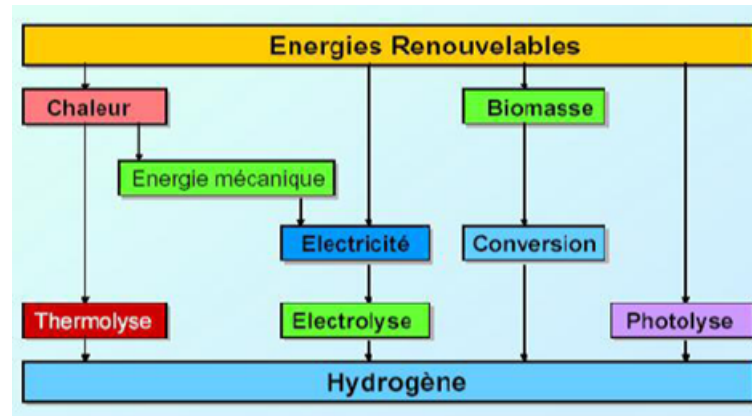 Energies Renouvelables
Chaleur
Biomasse
Energie mécanique
Electricité
Conversion
Thermolyse
Electrolyse
Photolyse
Hydrogène